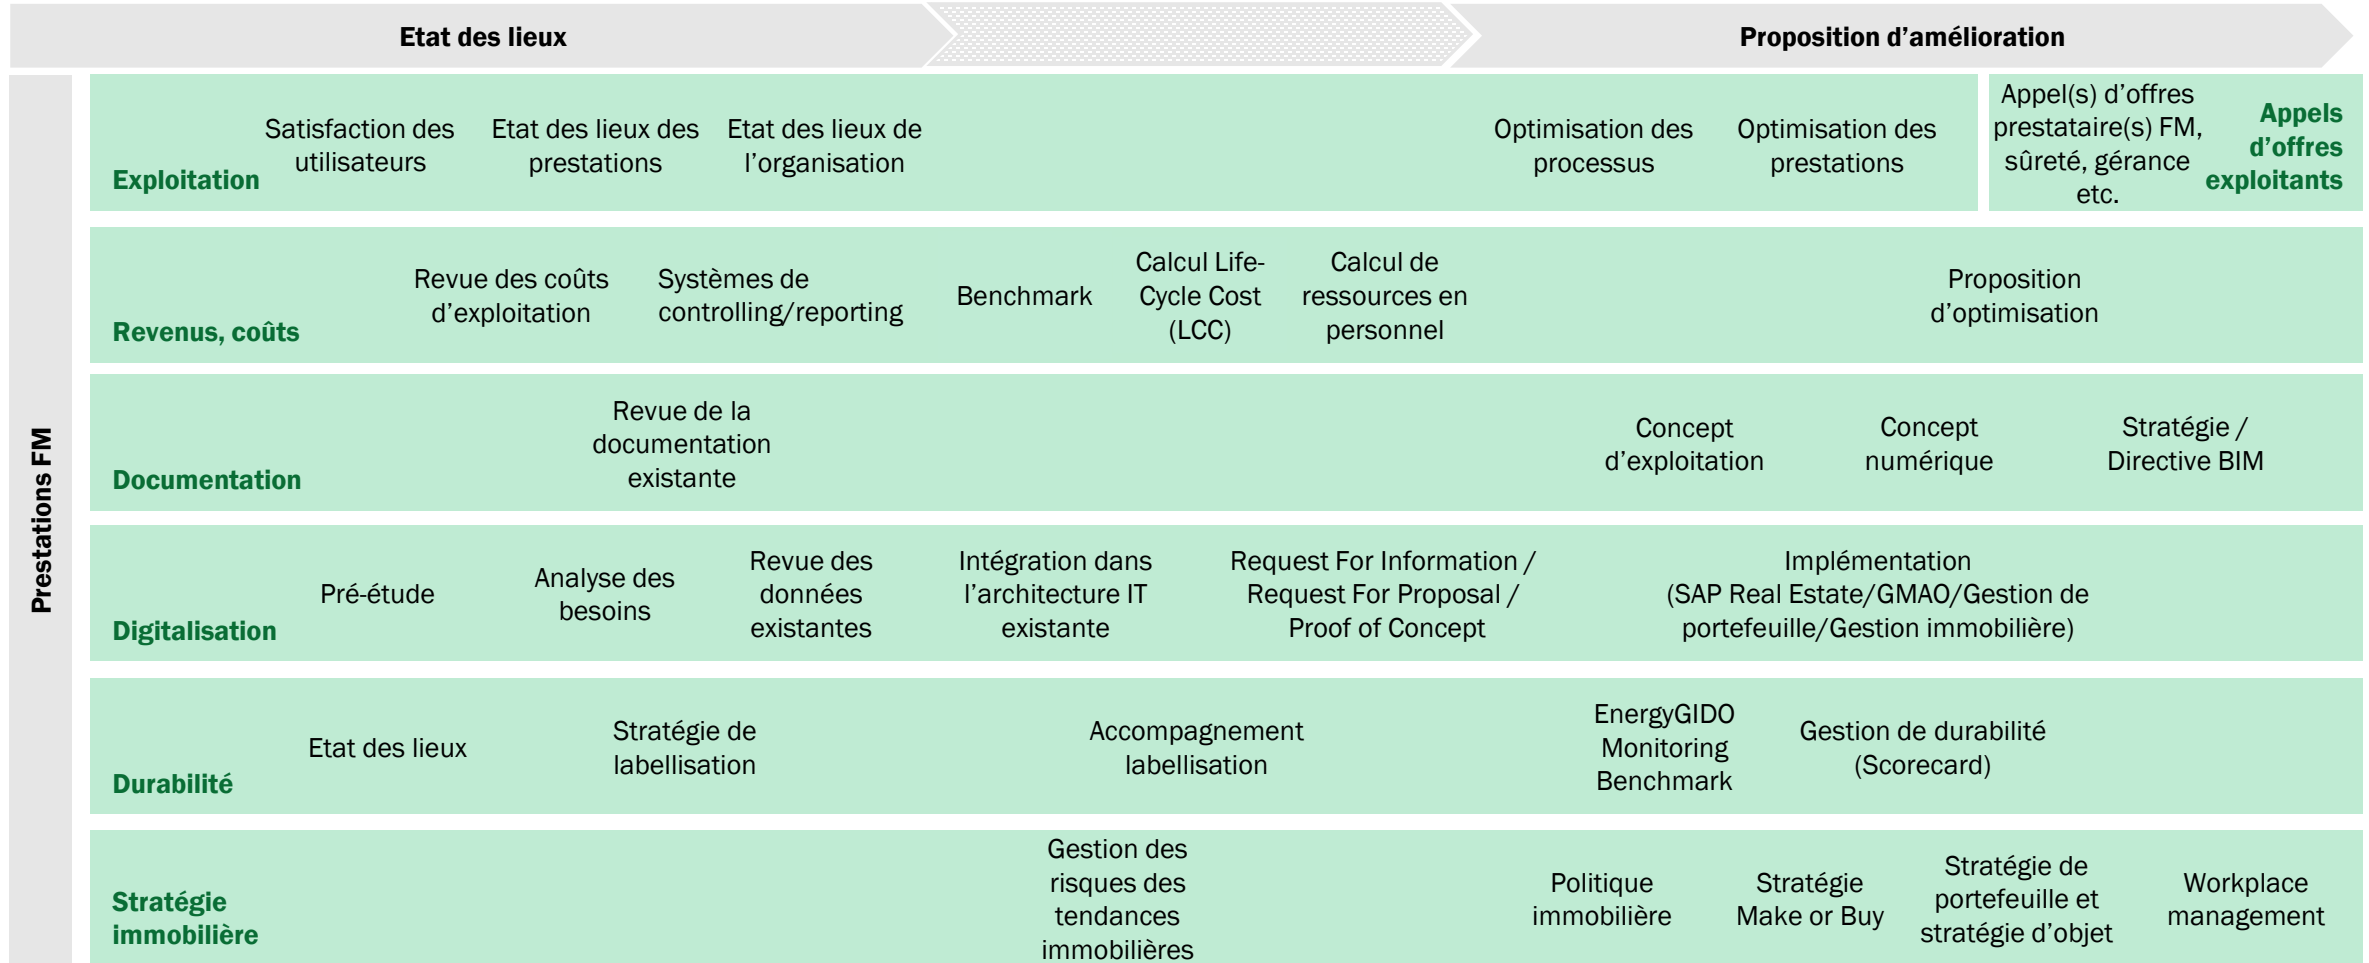 Etat des lieux
Proposition d’amélioration
Prestations FM
Exploitation
Satisfaction des
utilisateurs
Etat des lieux des
prestations
Etat des lieux de
l’organisation
Optimisation des
processus
Optimisation des
prestations
Appel(s) d’offres
prestataire(s) FM,
sûreté, gérance
etc.
Appels
d’offres
exploitants
Revenus, coûts
Revue des coûts
d’exploitation
Systèmes de
controlling/reporting
Benchmark
Calcul Life-
Cycle Cost
(LCC)
Calcul de
ressources en
personnel
Proposition
d’optimisation
Documentation
Revue de la
documentation
existante
Concept
d’exploitation
Concept
numérique
Stratégie /
Directive BIM
Digitalisation
Pré-étude
Analyse des
besoins
Revue des
données
existantes
Intégration dans
l’architecture IT
existante
Request For Information /
Request For Proposal /
Proof of Concept
Implémentation
(SAP Real Estate/GMAO/Gestion de
portefeuille/Gestion immobilière)
Durabilité
Etat des lieux
Stratégie de
labellisation
Accompagnement
labellisation
EnergyGIDO
Monitoring
Benchmark
Gestion de durabilité
(Scorecard)
Stratégie
immobilière
Gestion des
risques des
tendances
immobilières
Politique
immobilière
Stratégie
Make or Buy
Stratégie de
portefeuille et
stratégie d’objet
Workplace
management